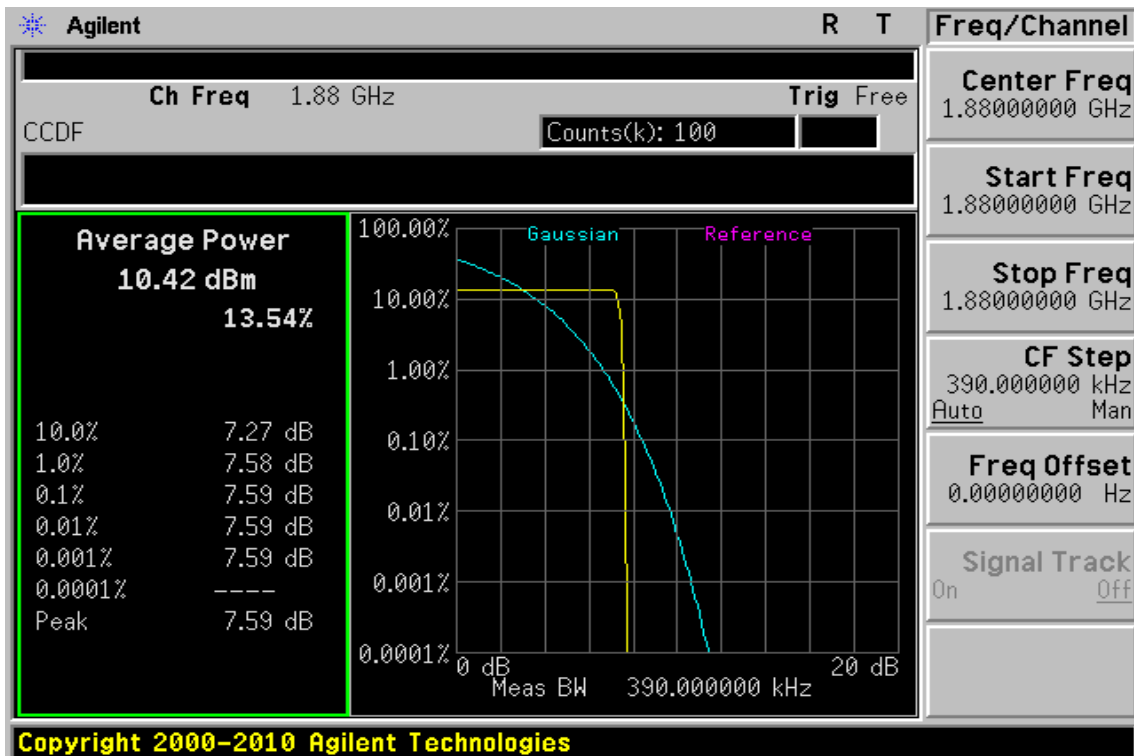 Agilent R T
Ch Freq 1.88 GHz Trig Free
CCDF Counts(k): 100
Average Power
10.42 dBm
13.54%
10.0% 7.27 dB
1.0% 7.58 dB
0.1% 7.59 dB
0.01% 7.59 dB
0.001% 7.59 dB
0.0001% ----
Peak 7.59 dB
Gaussian Reference
100.00%
10.00%
1.00%
0.10%
0.01%
0.001%
0.0001%
0 dB 20 dB
Meas BW 390.000000 kHz
Freq/Channel
Center Freq
1.88000000 GHz
Start Freq
1.88000000 GHz
Stop Freq
1.88000000 GHz
CF Step
390.000000 kHz
Auto Man
Freq Offset
0.00000000 Hz
Signal Track
On Off
Copyright 2000-2010 Agilent Technologies